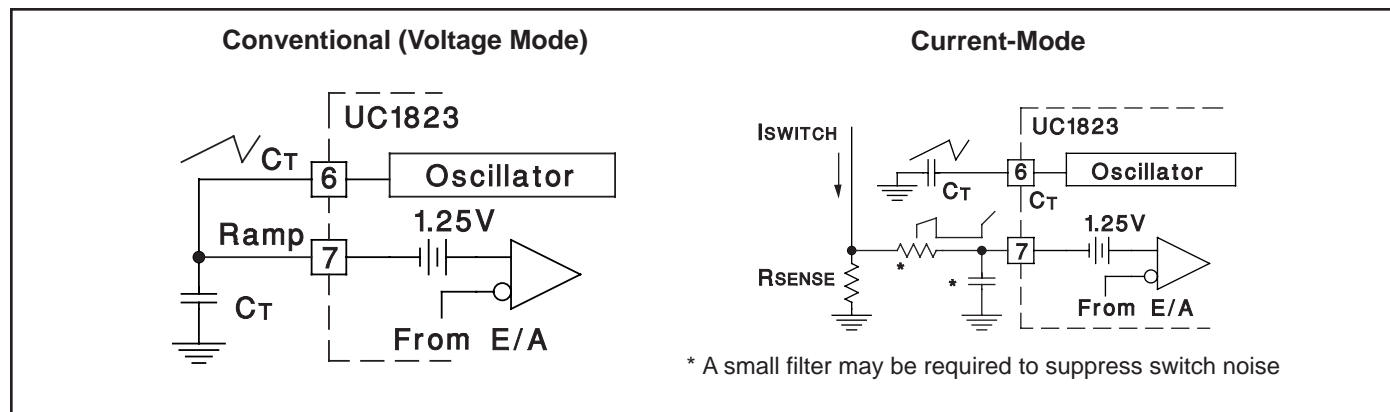 Conventional (Voltage Mode)
UC1823
CT
6
Oscillator
1.25V
Ramp
7
CT
From E/A
Current-Mode
ISWITCH
UC1823
6
Oscillator
CT
CT
1.25V
7
*
RSENSE
*
From E/A
* A small filter may be required to suppress switch noise